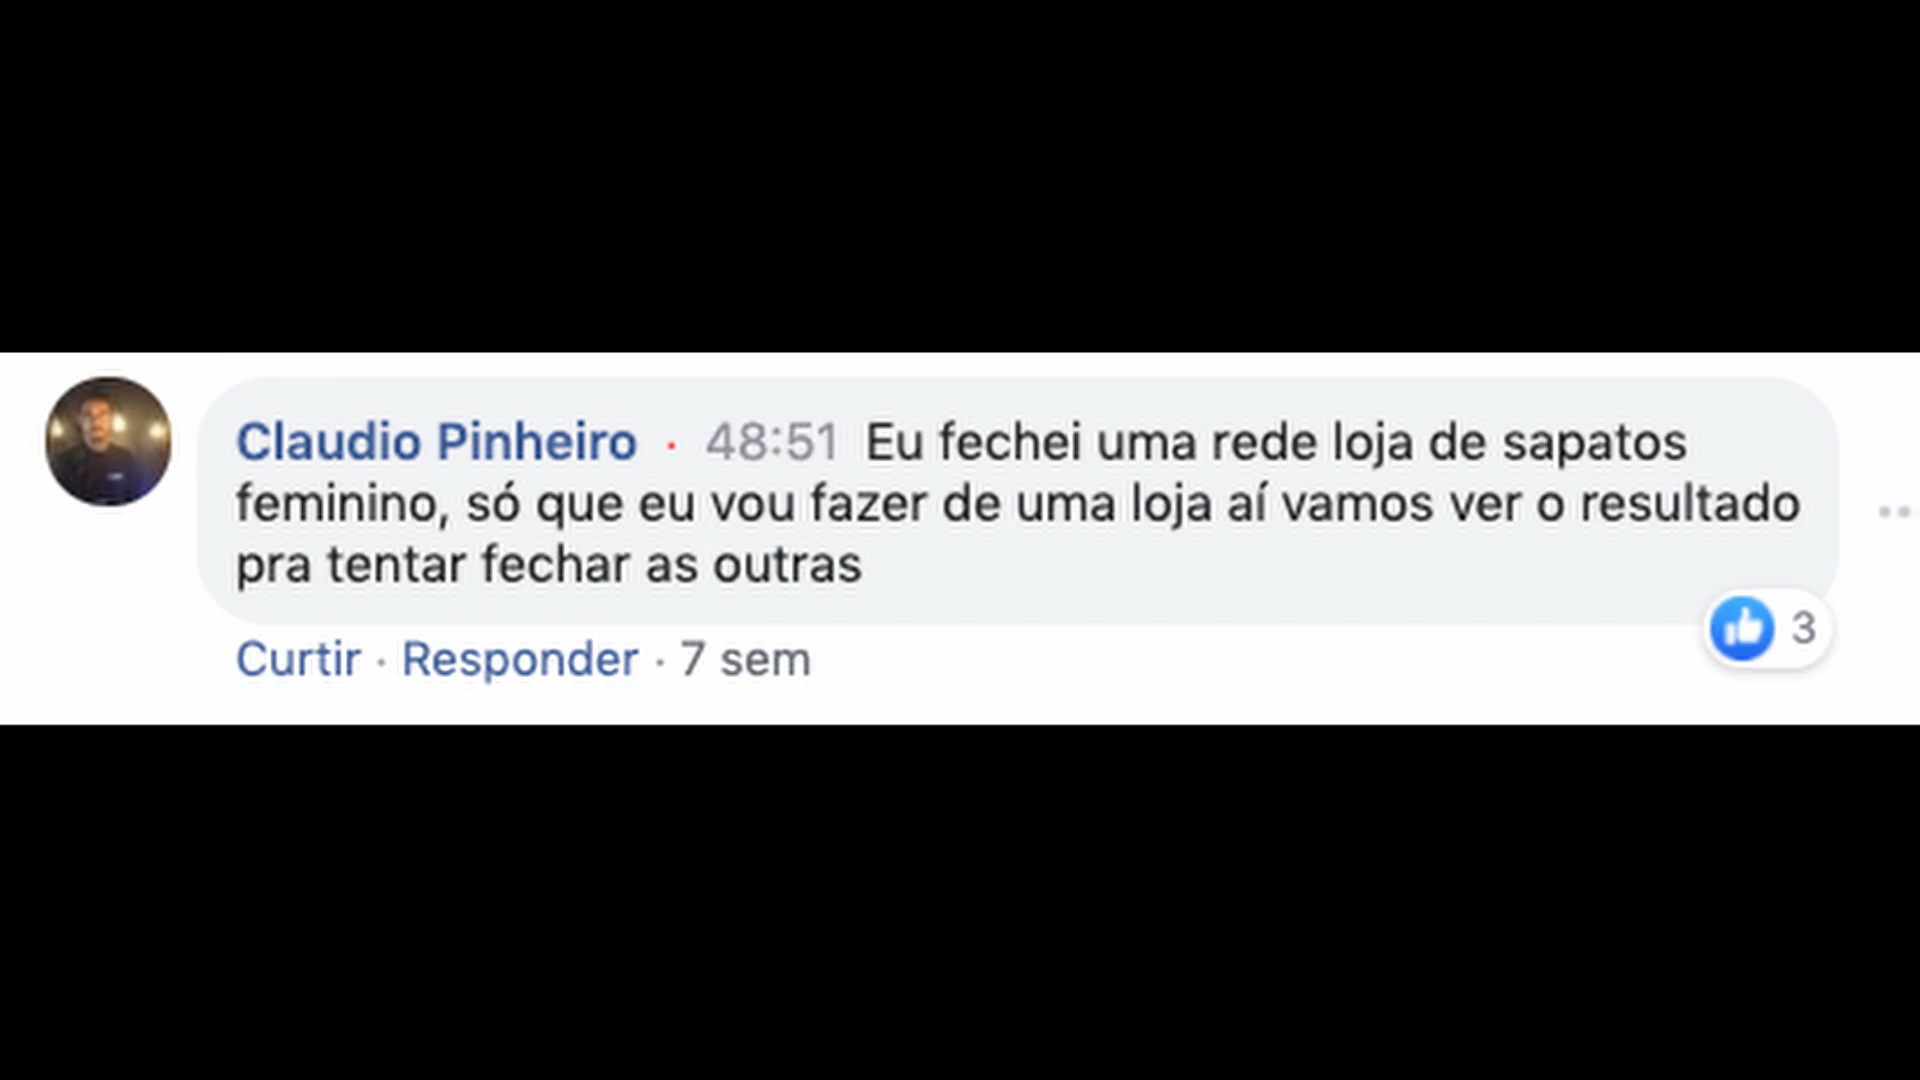 Claudio Pinheiro · 48:51 Eu fechei uma rede loja de sapatos
feminino, só que eu vou fazer de uma loja aí vamos ver o resultado
pra tentar fechar as outras
3
Curtir · Responder · 7 sem